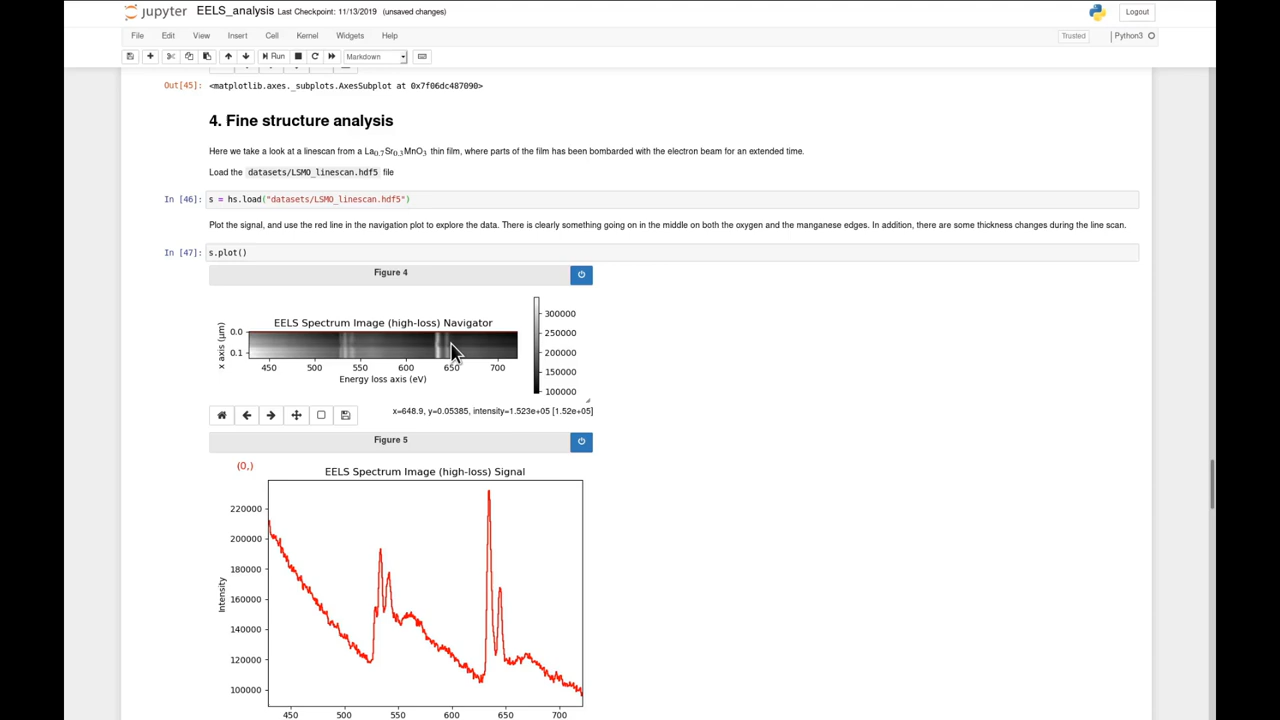 jupyter EELS_analysis Last Checkpoint: 11/13/2019 (unsaved changes) Logout
File Edit View Insert Cell Kernel Widgets Help Trusted Python3
Run Markdown
Out[45]: <matplotlib.axes._subplots.AxesSubplot at 0x7f06dc487090>
4. Fine structure analysis
Here we take a look at a linescan from a La0.7Sr0.3MnO3 thin film, where parts of the film has been bombarded with the electron beam for an extended time.
Load the datasets/LSMO_linescan.hdf5 file
In [46]: s = hs.load("datasets/LSMO_linescan.hdf5")
Plot the signal, and use the red line in the navigation plot to explore the data. There is clearly something going on in the middle on both the oxygen and the manganese edges. In addition, there are some thickness changes during the line scan.
In [47]: s.plot()
Figure 4
EELS Spectrum Image (high-loss) Navigator
x axis (µm)
0.0
0.1
450 500 550 600 650 700
Energy loss axis (eV)
300000
250000
200000
150000
100000
x=648.9, y=0.05385, intensity=1.523e+05 [1.52e+05]
Figure 5
(0,)
EELS Spectrum Image (high-loss) Signal
Intensity
220000
200000
180000
160000
140000
120000
100000
450 500 550 600 650 700